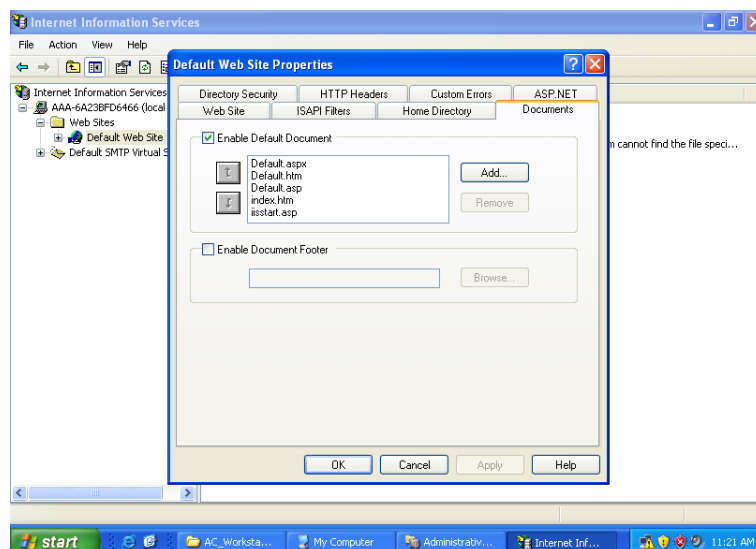 Internet Information Services
File Action View Help
Default Web Site Properties
Internet Information Services
AAA-6A23BFD6466 (local
Web Sites
Default Web Site
Default SMTP Virtual S
Directory Security HTTP Headers Custom Errors ASP.NET
Web Site ISAPI Filters Home Directory Documents
Enable Default Document
Default.aspx
Default.htm
Default.asp
index.htm
iisstart.asp
Add...
Remove
n cannot find the file speci...
Enable Document Footer
Browse...
OK Cancel Apply Help
start AC_Worksta... My Computer Administrativ... Internet Inf... 11:21 AM